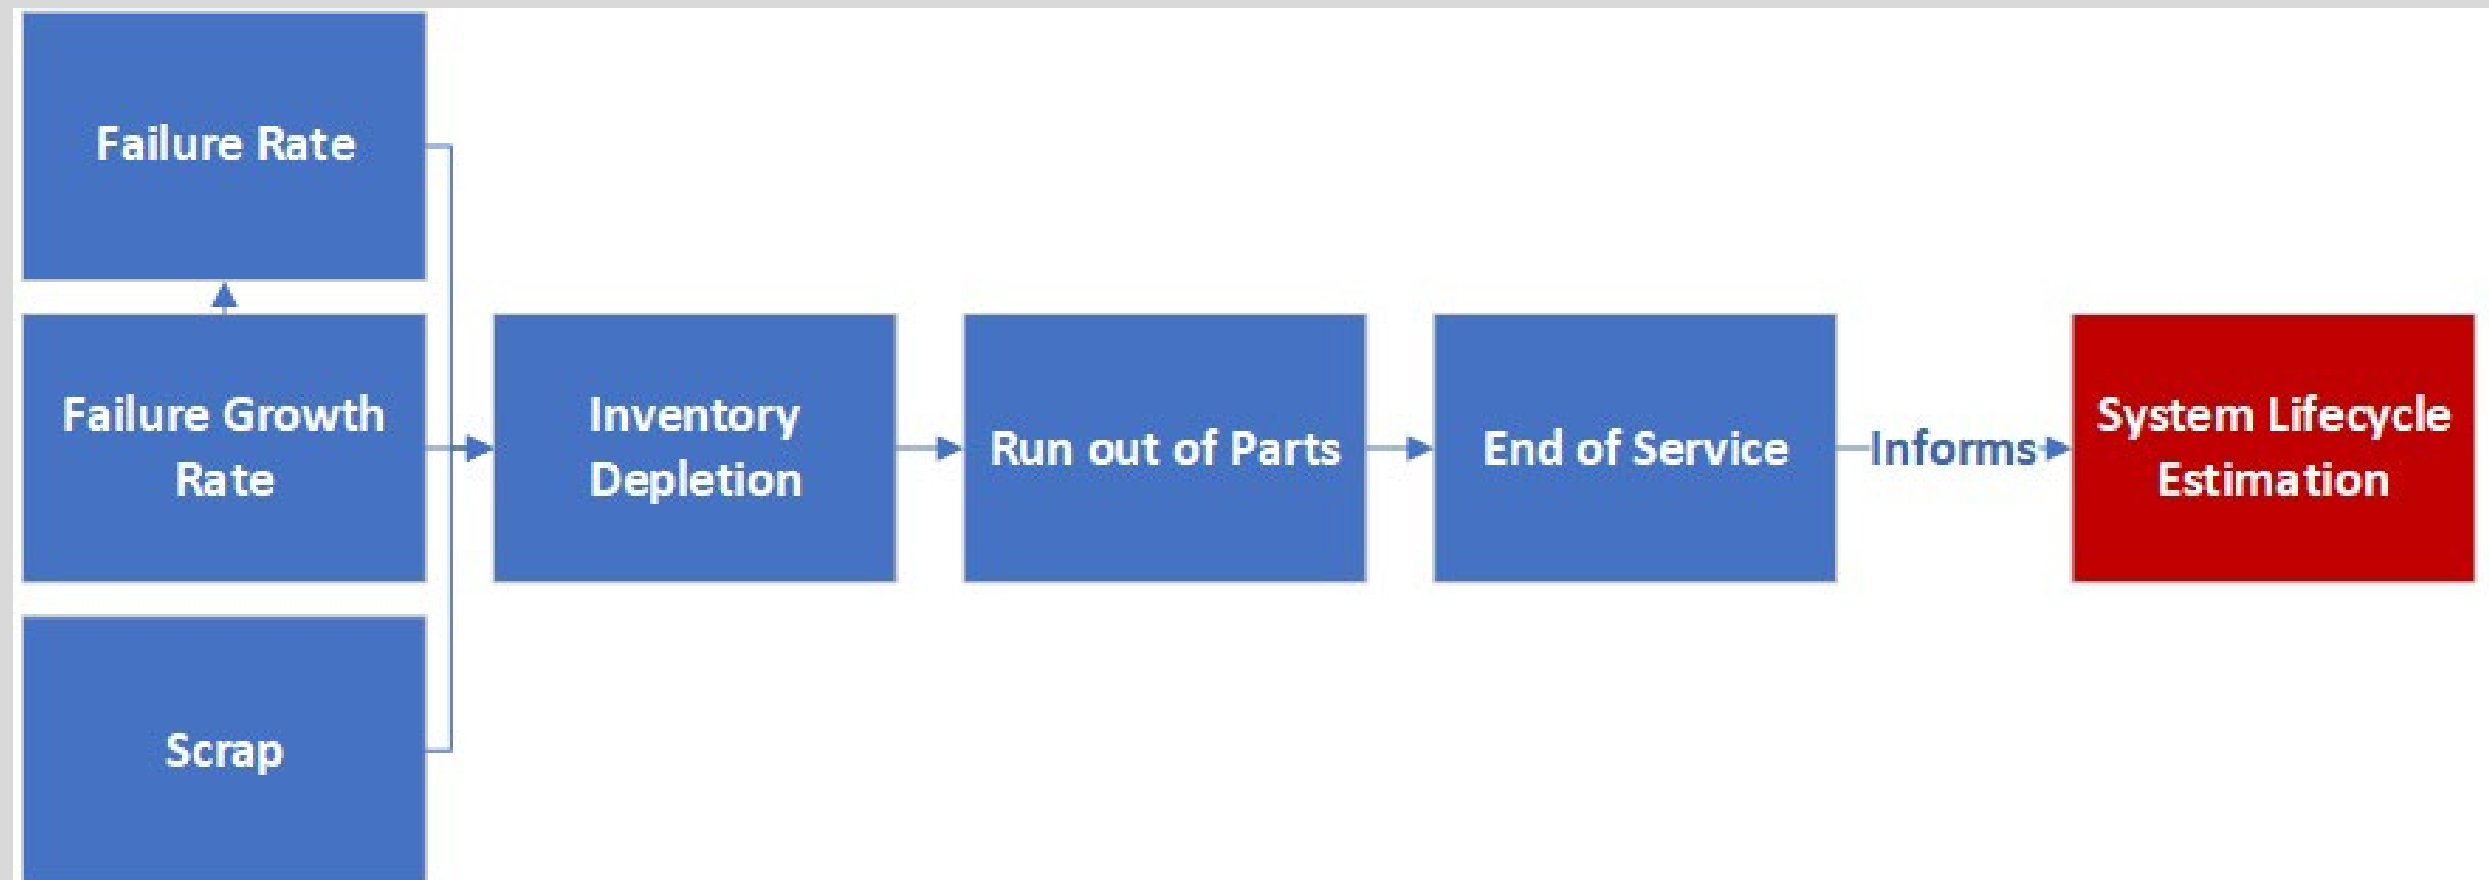 Failure Rate
Failure Growth
Rate
Scrap
Inventory
Depletion
Run out of Parts
End of Service
Informs
System Lifecycle
Estimation